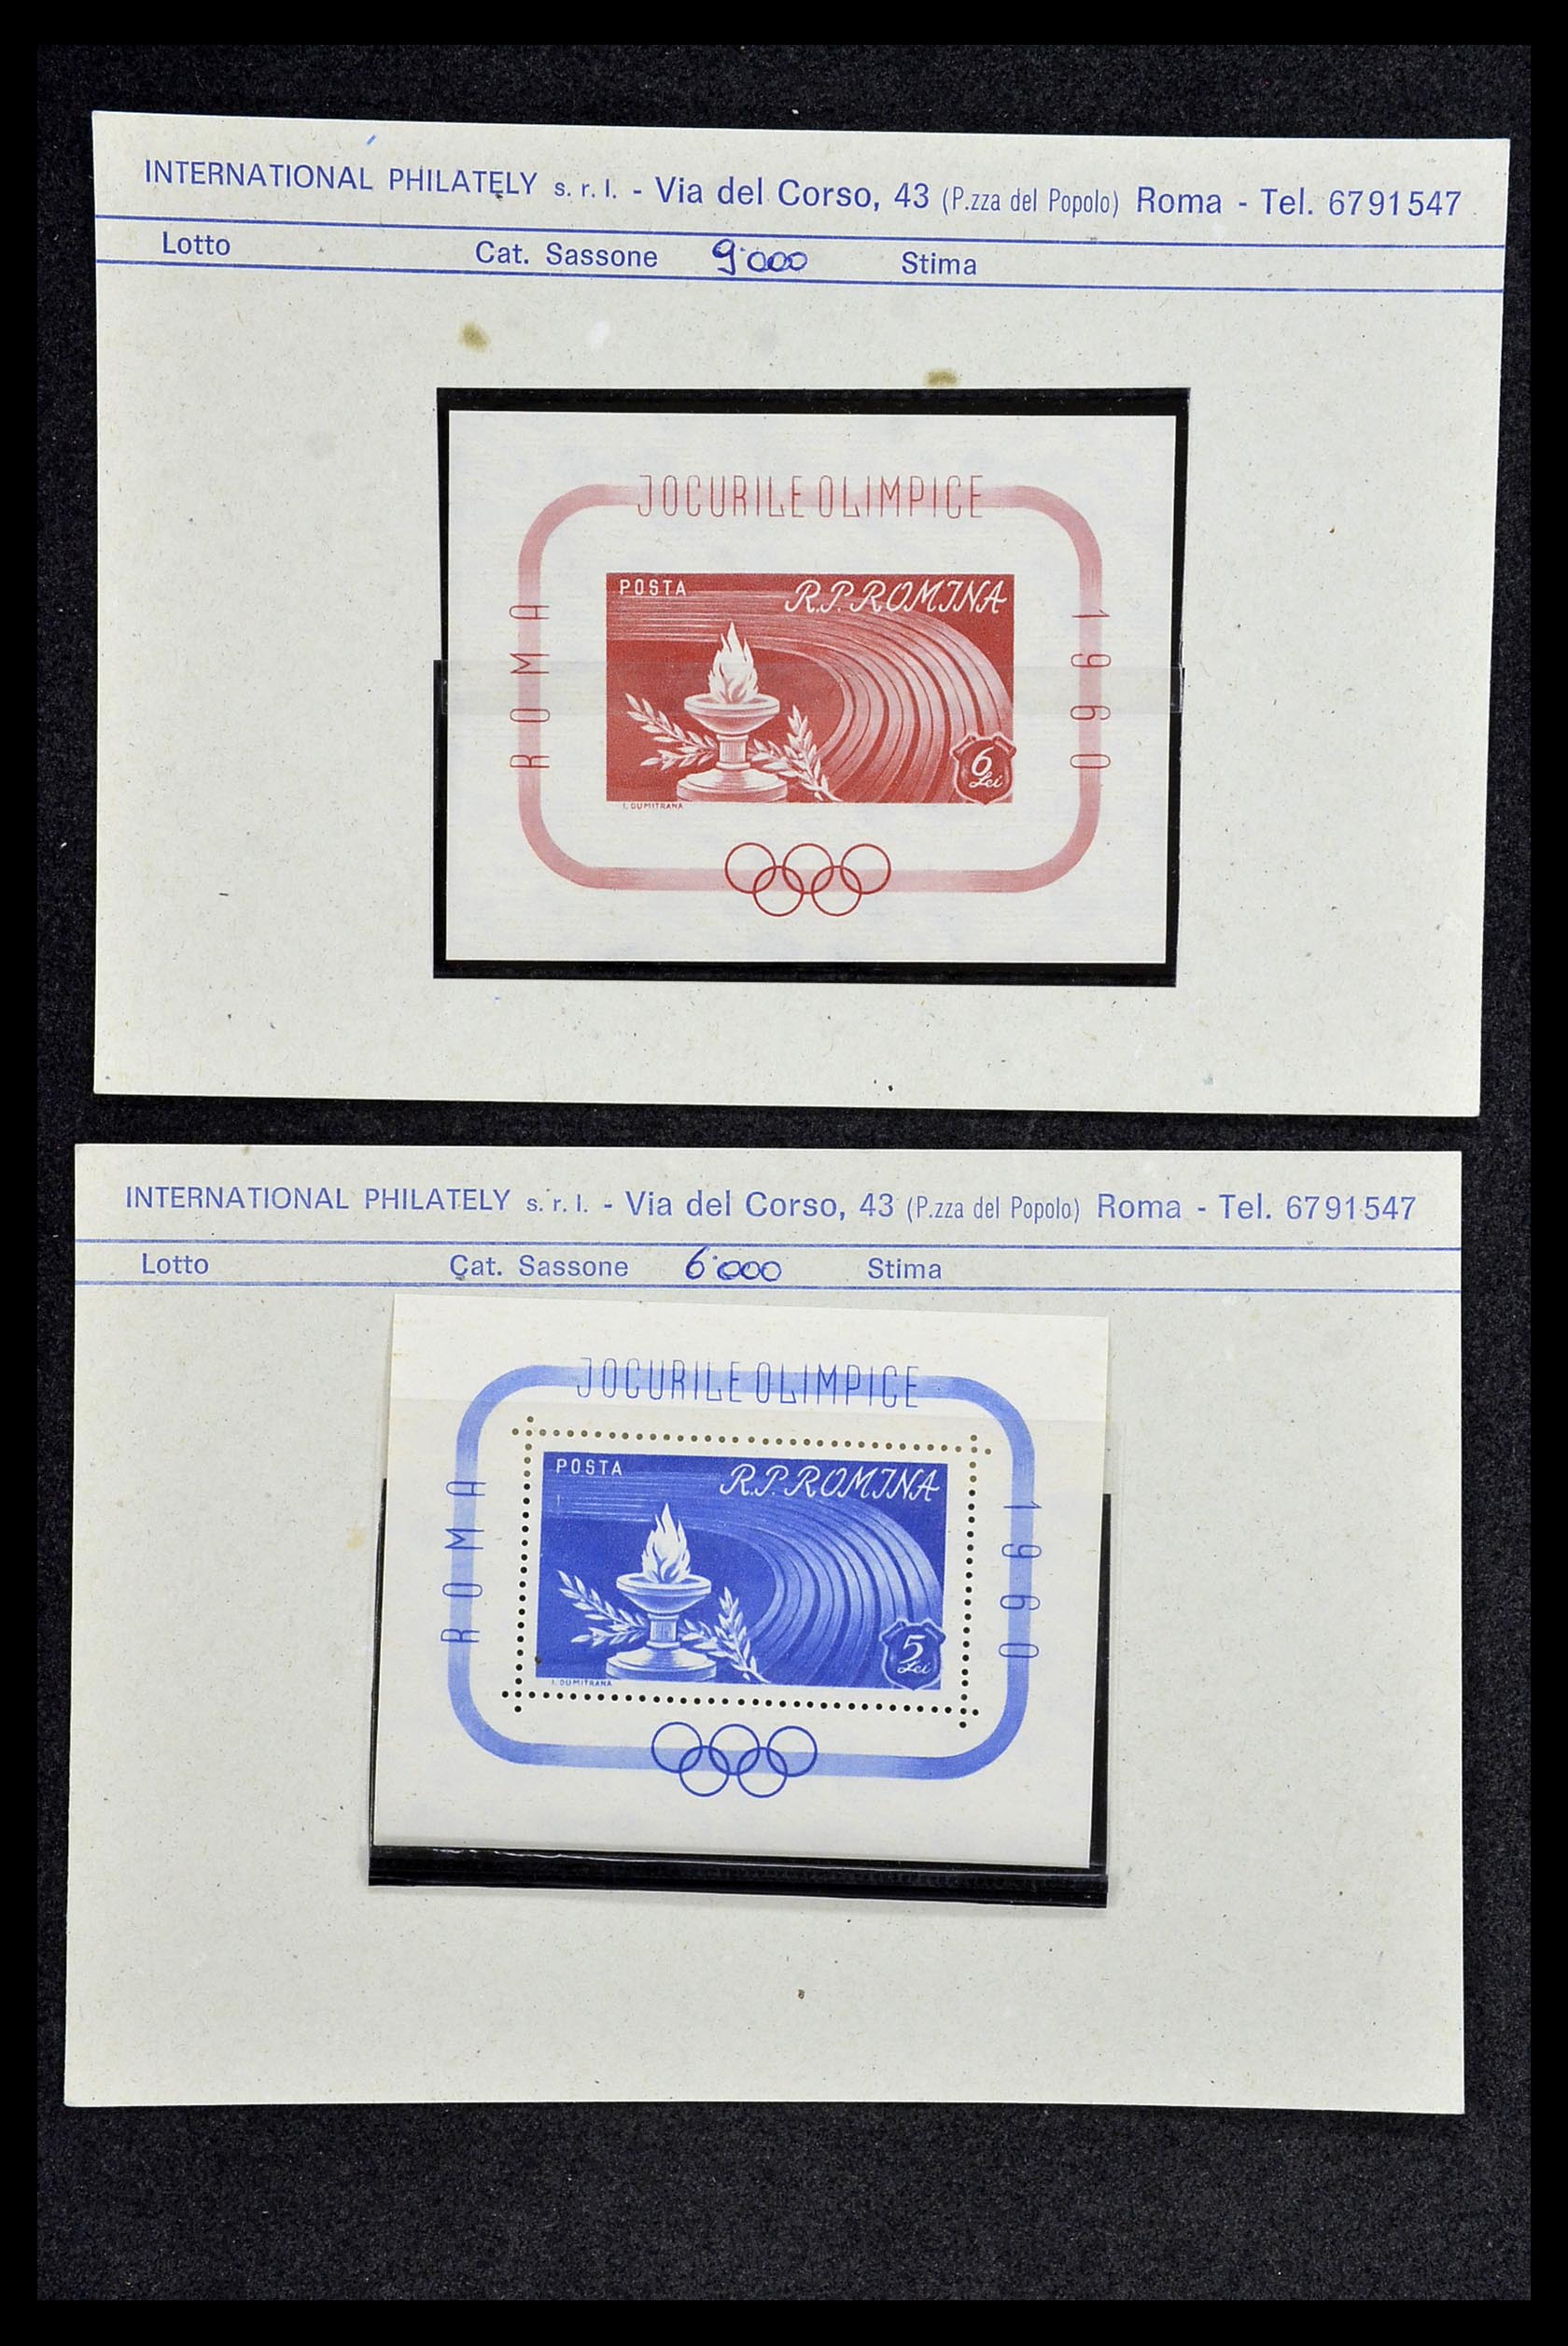 INTERNATIONAL PHILATELY s. r. l. - Via del Corso, 43 (P.zza del Popolo) Roma - Tel. 6791547
Lotto Cat. Sassone 9.000 Stima
JOCURILE OLIMPICE
POSTA R.P.ROMINA
ROMA
1960
6 Lei
I. DUMITRANA
INTERNATIONAL PHILATELY s. r. l. - Via del Corso, 43 (P.zza del Popolo) Roma - Tel. 6791547
Lotto Cat. Sassone 6.000 Stima
JOCURILE OLIMPICE
POSTA R.P.ROMINA
ROMA
1960
5 Lei
I. DUMITRANA